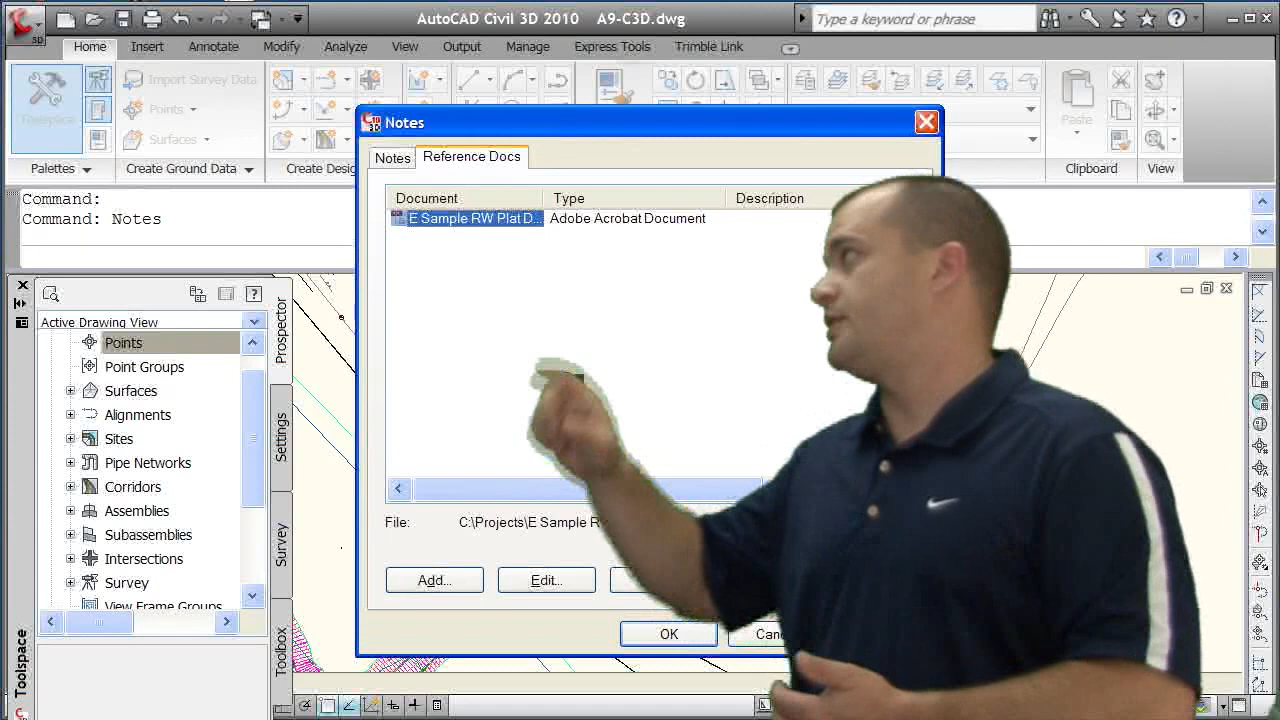 AutoCAD Civil 3D 2010 A9-C3D.dwg
Type a keyword or phrase
sp
Home Insert Annotate Modify Analyze View Output Manage Express Tools Trimble Link
Toolspace
Import Survey Data
Points
Surfaces
Paste
Palettes
Create Ground Data
Create Desig
Clipboard
View
Command:
Command: Notes
Notes
Notes Reference Docs
Document Type Description
E Sample RW Plat D... Adobe Acrobat Document
File: C:\Projects\E Sample R
Add... Edit...
OK Canc
Active Drawing View
Points
Point Groups
Surfaces
Alignments
Sites
Pipe Networks
Corridors
Assemblies
Subassemblies
Intersections
Survey
View Frame Groups
Prospector
Settings
Survey
Toolbox
Toolspace